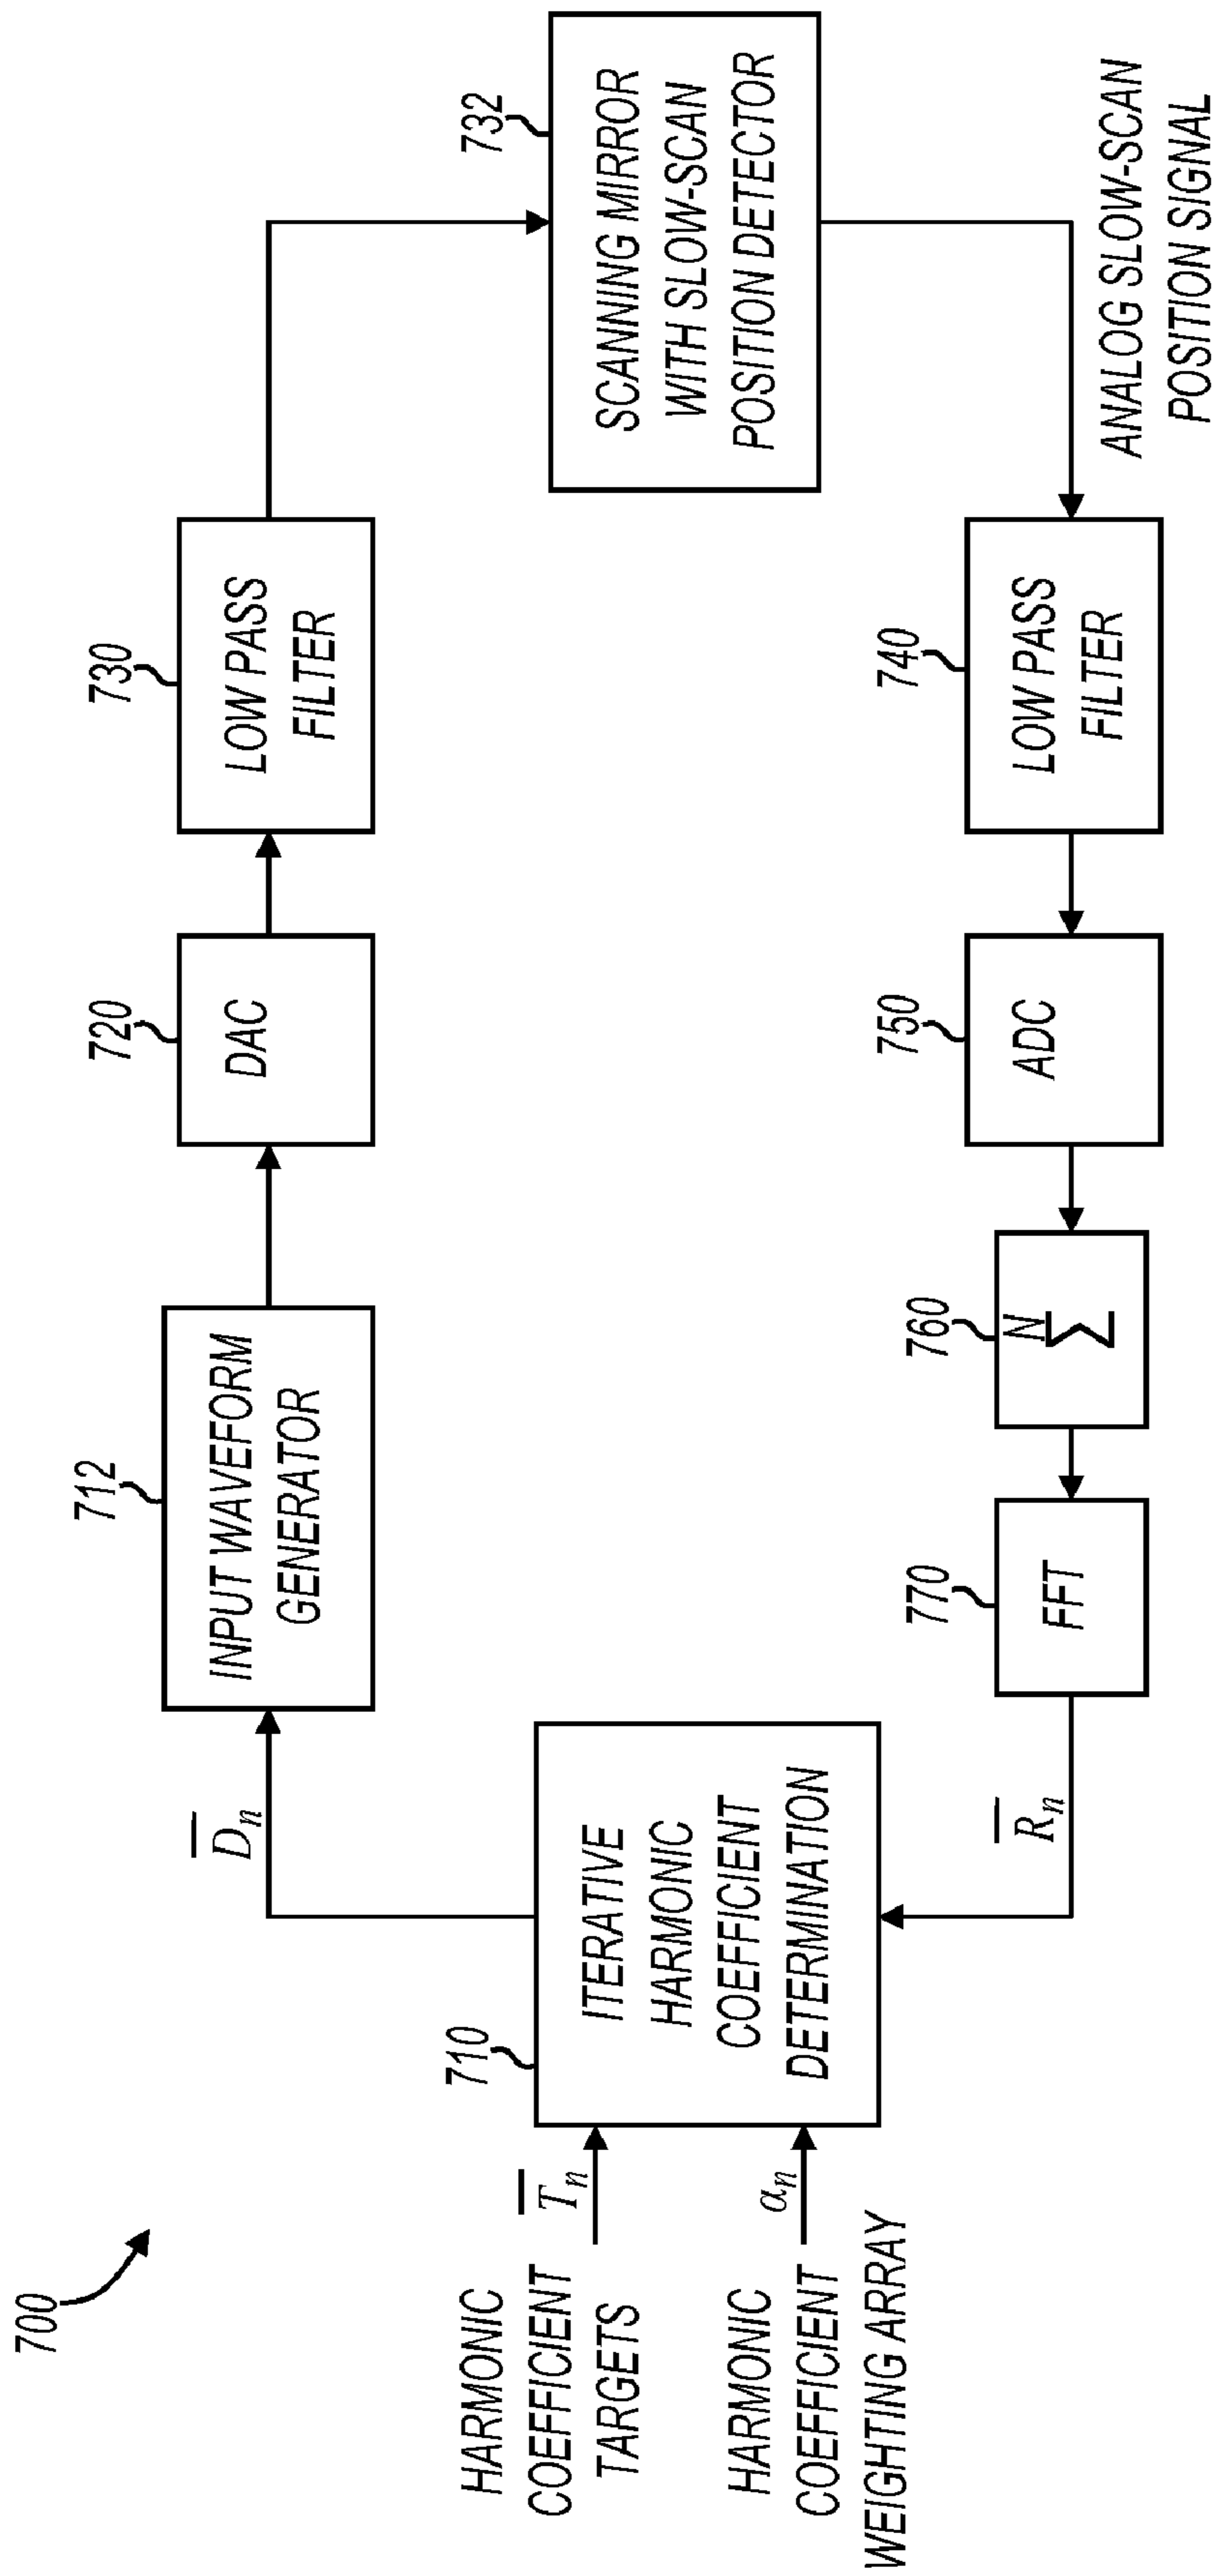 700
HARMONIC
COEFFICIENT
TARGETS
T̅n
HARMONIC
COEFFICIENT
WEIGHTING ARRAY
αn
710
ITERATIVE
HARMONIC
COEFFICIENT
DETERMINATION
D̅n
712
INPUT WAVEFORM
GENERATOR
720
DAC
730
LOW PASS
FILTER
732
SCANNING MIRROR
WITH SLOW-SCAN
POSITION DETECTOR
ANALOG SLOW-SCAN
POSITION SIGNAL
740
LOW PASS
FILTER
750
ADC
760
N
Σ
770
FFT
R̅n